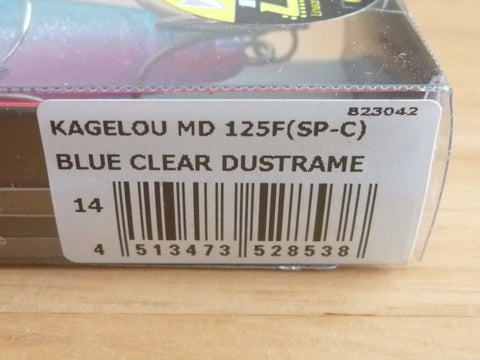 823042
KAGELOU MD 125F(SP-C)
BLUE CLEAR DUSTRAME
14
4 513473 528538